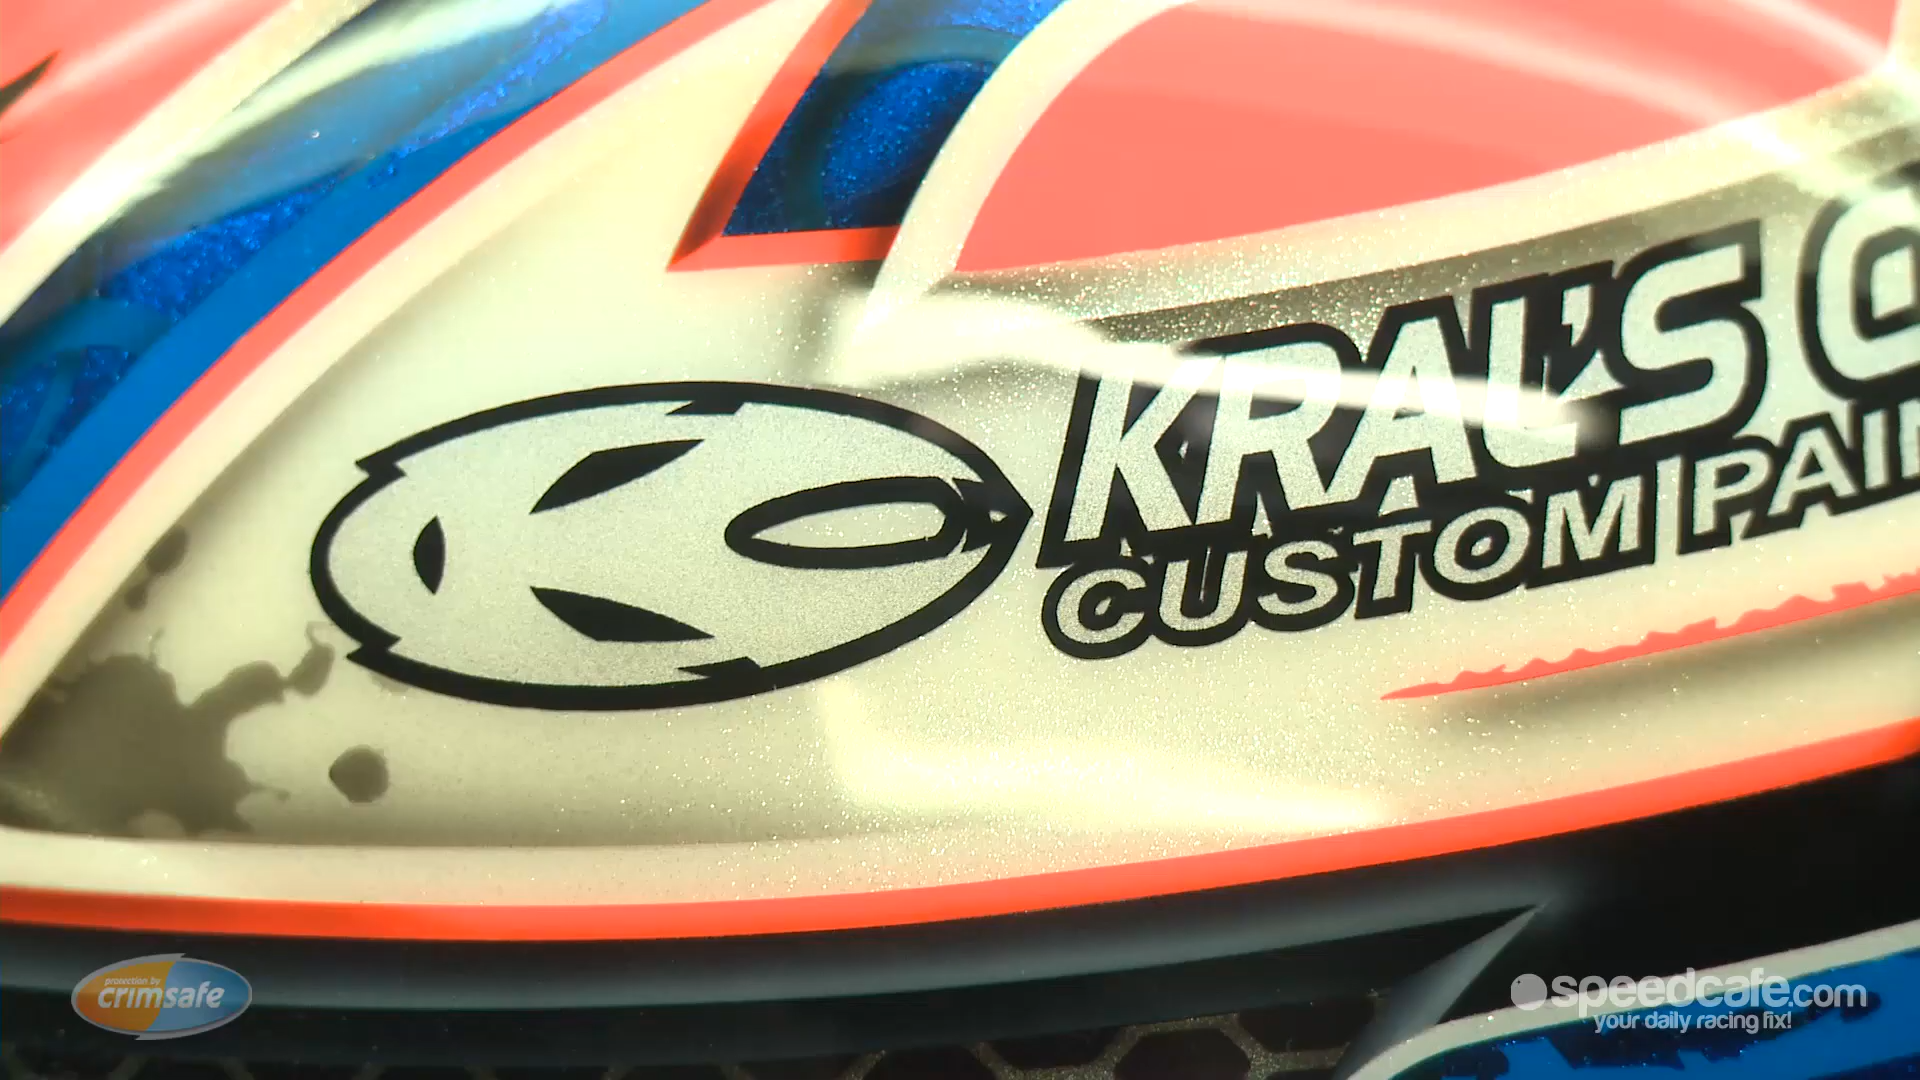 KRAL'S
CUSTOM
protection by
crimsafe
speedcafe.com
your daily racing fix!